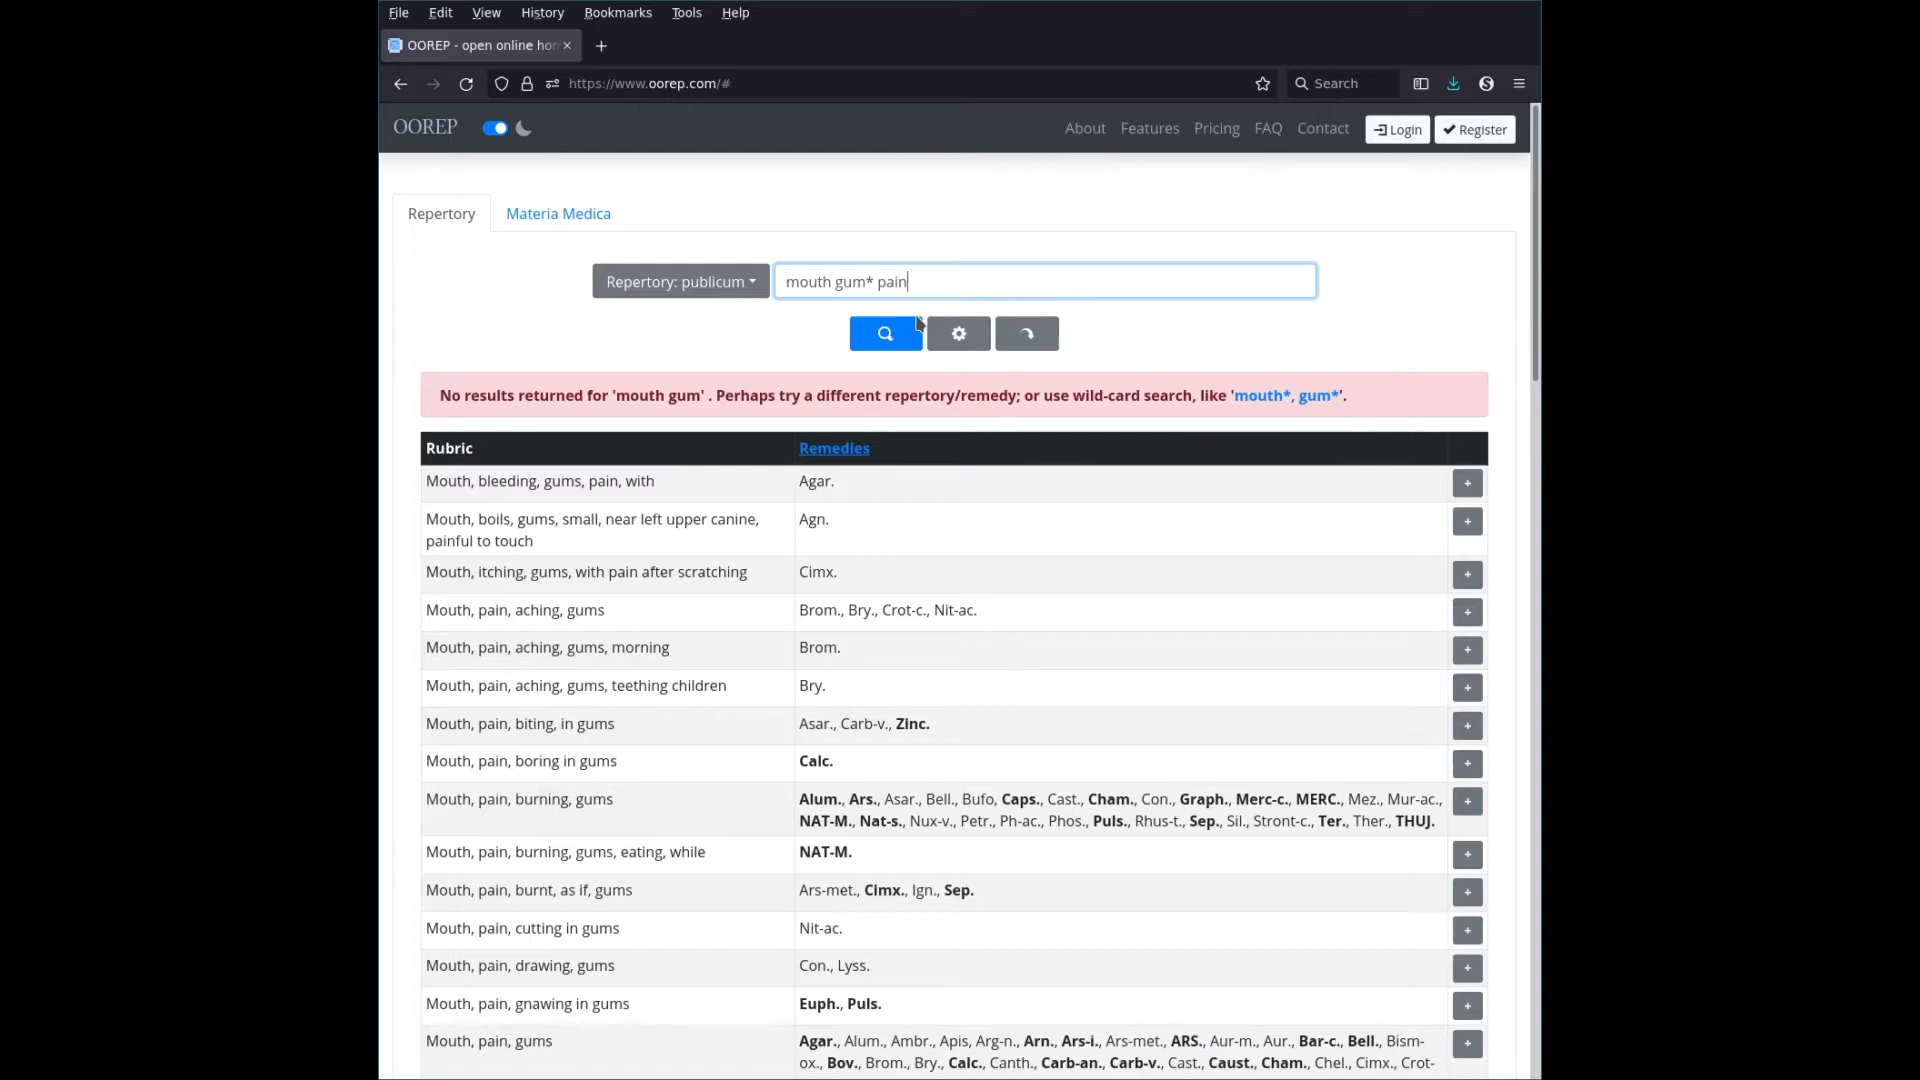 File Edit View History Bookmarks Tools Help
OOREP - open online hon
https://www.oorep.com/#
Search
OOREP
About Features Pricing FAQ Contact Login Register
Repertory Materia Medica
Repertory: publicum mouth gum* pain
No results returned for 'mouth gum' . Perhaps try a different repertory/remedy; or use wild-card search, like 'mouth*, gum*'.
Rubric Remedies
Mouth, bleeding, gums, pain, with Agar. +
Mouth, boils, gums, small, near left upper canine, Agn. +
painful to touch
Mouth, itching, gums, with pain after scratching Cimx. +
Mouth, pain, aching, gums Brom., Bry., Crot-c., Nit-ac. +
Mouth, pain, aching, gums, morning Brom. +
Mouth, pain, aching, gums, teething children Bry. +
Mouth, pain, biting, in gums Asar., Carb-v., Zinc. +
Mouth, pain, boring in gums Calc. +
Mouth, pain, burning, gums Alum., Ars., Asar., Bell., Bufo, Caps., Cast., Cham., Con., Graph., Merc-c., MERC., Mez., Mur-ac., +
NAT-M., Nat-s., Nux-v., Petr., Ph-ac., Phos., Puls., Rhus-t., Sep., Sil., Stront-c., Ter., Ther., THUJ.
Mouth, pain, burning, gums, eating, while NAT-M. +
Mouth, pain, burnt, as if, gums Ars-met., Cimx., Ign., Sep. +
Mouth, pain, cutting in gums Nit-ac. +
Mouth, pain, drawing, gums Con., Lyss. +
Mouth, pain, gnawing in gums Euph., Puls. +
Mouth, pain, gums Agar., Alum., Ambr., Apis, Arg-n., Arn., Ars-i., Ars-met., ARS., Aur-m., Aur., Bar-c., Bell., Bism- +
ox., Bov., Brom., Bry., Calc., Canth., Carb-an., Carb-v., Cast., Caust., Cham., Chel., Cimx., Crot-